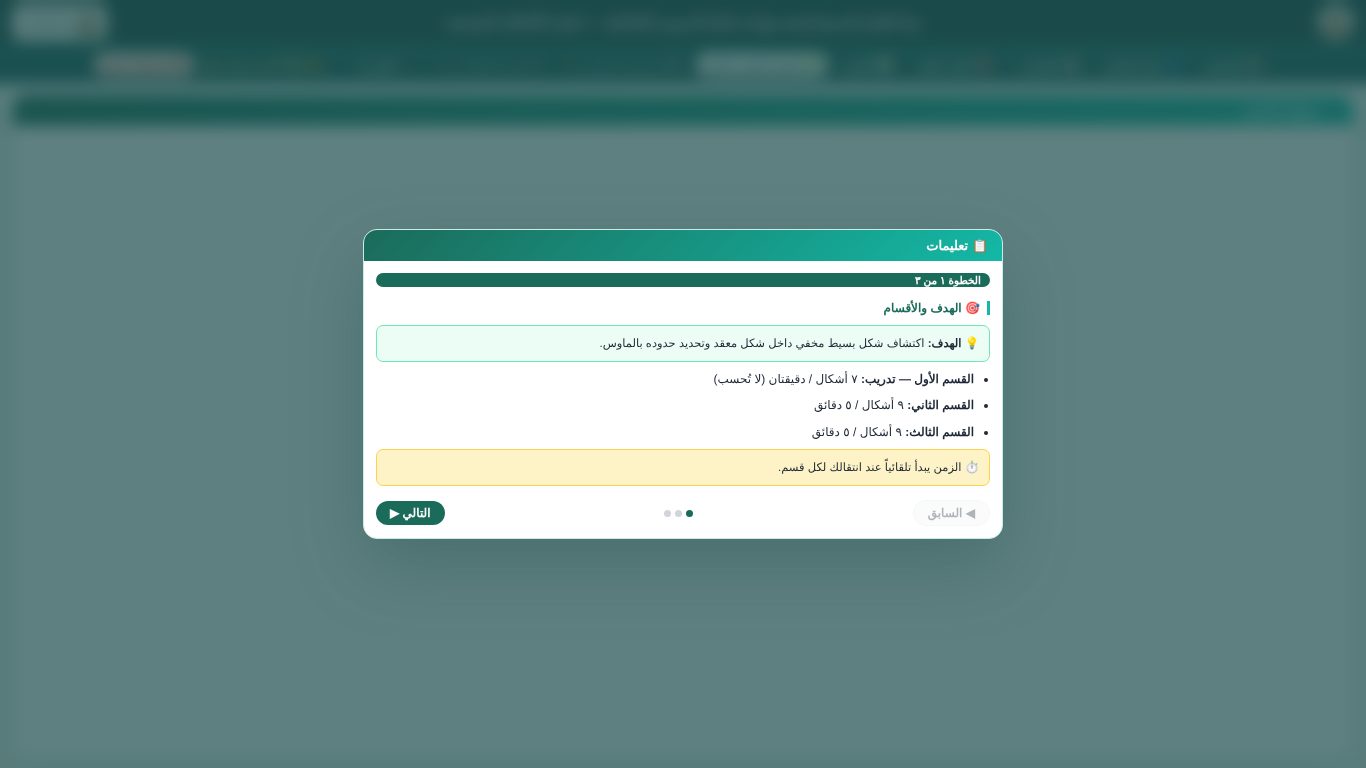 📋 تعليمات
الخطوة ١ من ٣
🎯 الهدف والأقسام
💡 الهدف: اكتشاف شكل بسيط مخفي داخل شكل معقد وتحديد حدوده بالماوس.
• القسم الأول — تدريب: ٧ أشكال / دقيقتان (لا تُحسب)
• القسم الثاني: ٩ أشكال / ٥ دقائق
• القسم الثالث: ٩ أشكال / ٥ دقائق
⏱️ الزمن يبدأ تلقائياً عند انتقالك لكل قسم.
◀ السابق
التالي ▶